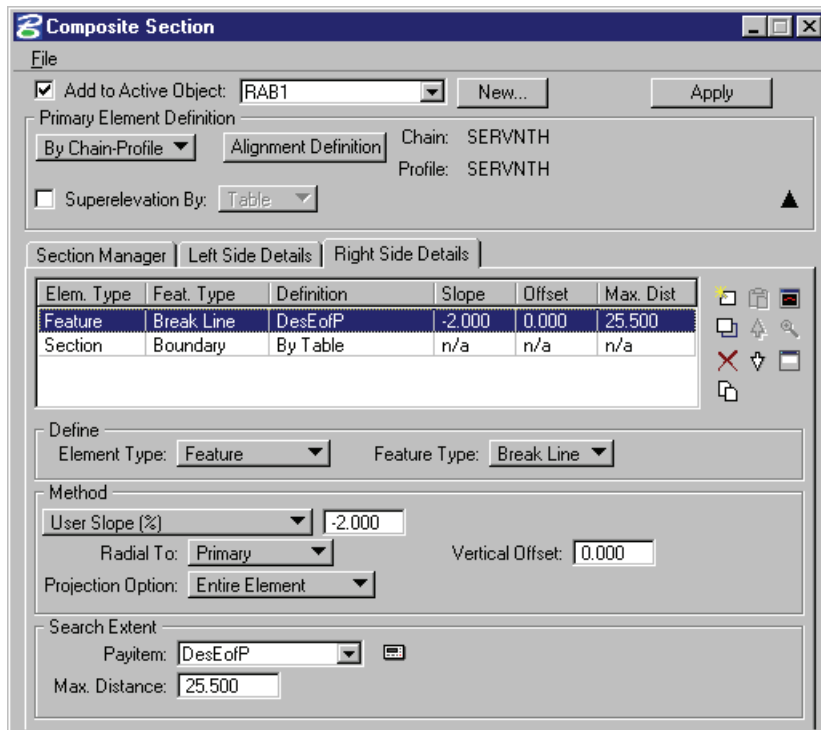 Composite Section
File
Add to Active Object: RAB1 New... Apply
Primary Element Definition
By Chain-Profile Alignment Definition Chain: SERVNTH
Profile: SERVNTH
Superelevation By: Table
Section Manager Left Side Details Right Side Details
Elem. Type Feat. Type Definition Slope Offset Max. Dist
Feature Break Line DesEofP -2.000 0.000 25.500
Section Boundary By Table n/a n/a n/a
Define
Element Type: Feature Feature Type: Break Line
Method
User Slope (%) -2.000
Radial To: Primary Vertical Offset: 0.000
Projection Option: Entire Element
Search Extent
Payitem: DesEofP
Max. Distance: 25.500